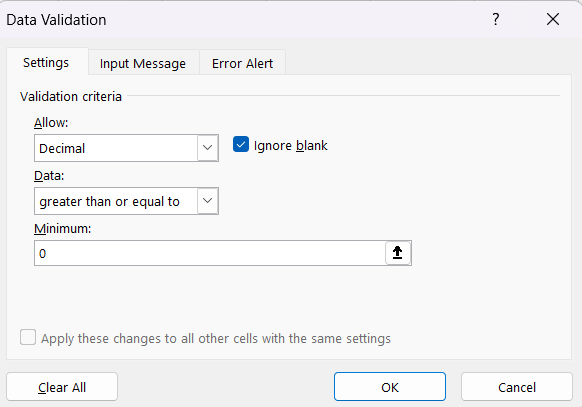 Data Validation ?
Settings Input Message Error Alert
Validation criteria
Allow:
Decimal Ignore blank
Data:
greater than or equal to
Minimum:
0
Apply these changes to all other cells with the same settings
Clear All OK Cancel